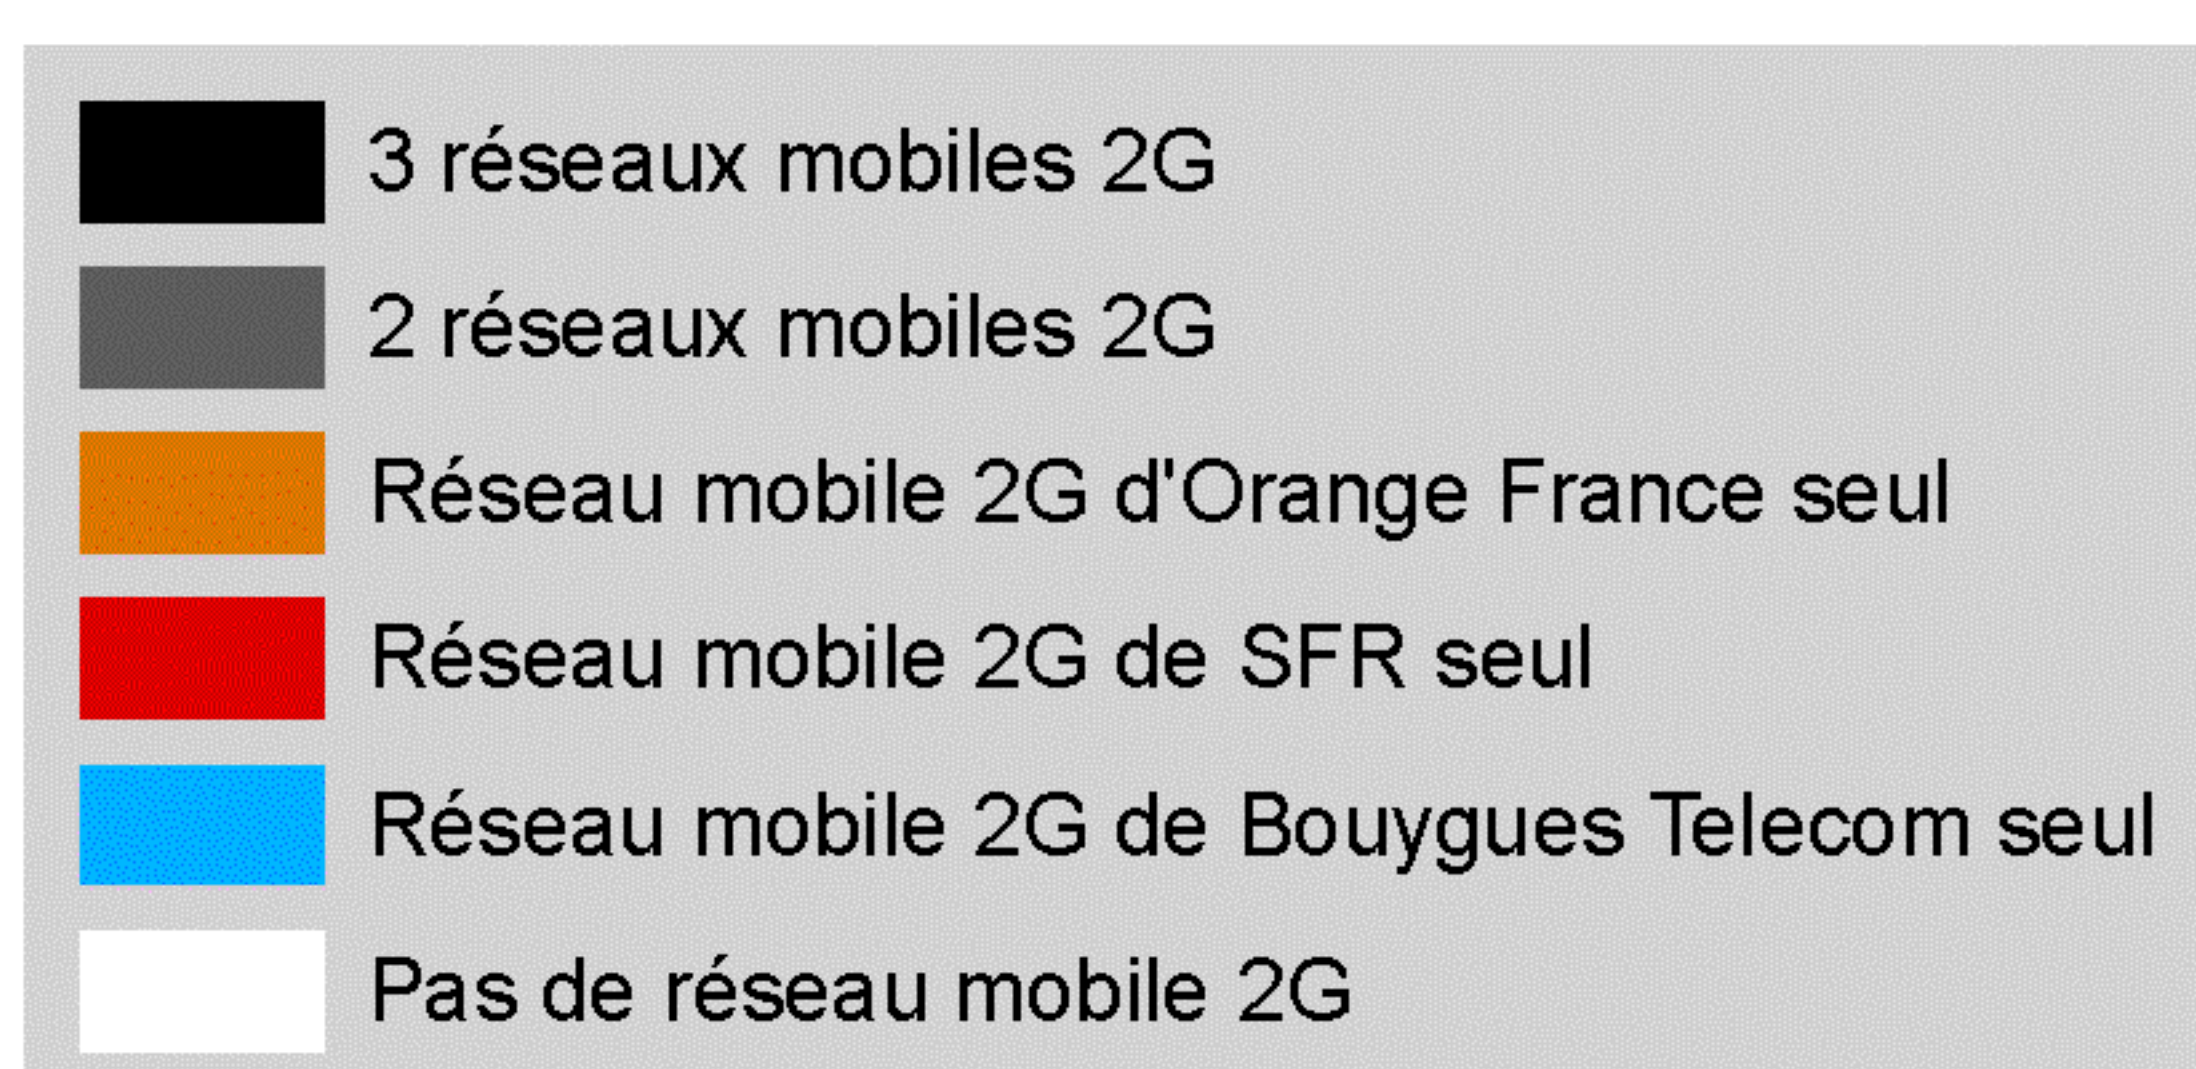 3 réseaux mobiles 2G
2 réseaux mobiles 2G
Réseau mobile 2G d'Orange France seul
Réseau mobile 2G de SFR seul
Réseau mobile 2G de Bouygues Telecom seul
Pas de réseau mobile 2G